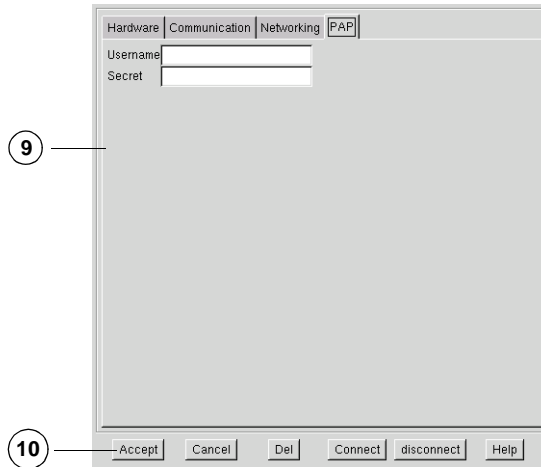 Hardware Communication Networking PAP
Username
Secret
9
10
Accept Cancel Del Connect disconnect Help